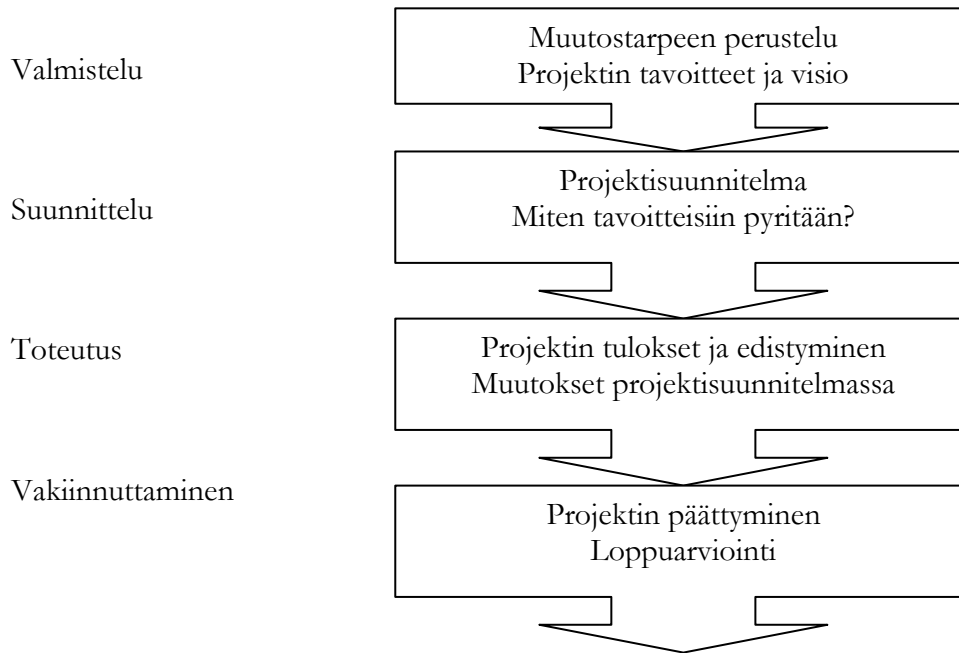 Valmistelu
Muutostarpeen perustelu
Projektin tavoitteet ja visio
Suunnittelu
Projektisuunnitelma
Miten tavoitteisiin pyritään?
Toteutus
Projektin tulokset ja edistyminen
Muutokset projektisuunnitelmassa
Vakiinnuttaminen
Projektin päättyminen
Loppuarviointi